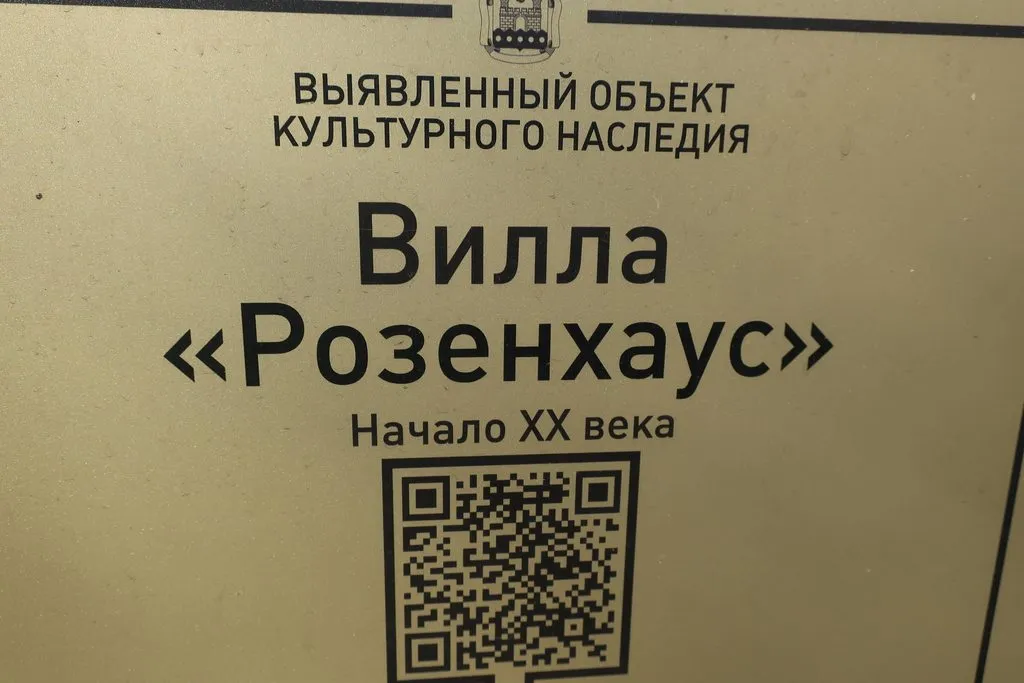 ВЫЯВЛЕННЫЙ ОБЪЕКТ
КУЛЬТУРНОГО НАСЛЕДИЯ
Вилла
«Розенхаус»
Начало XX века